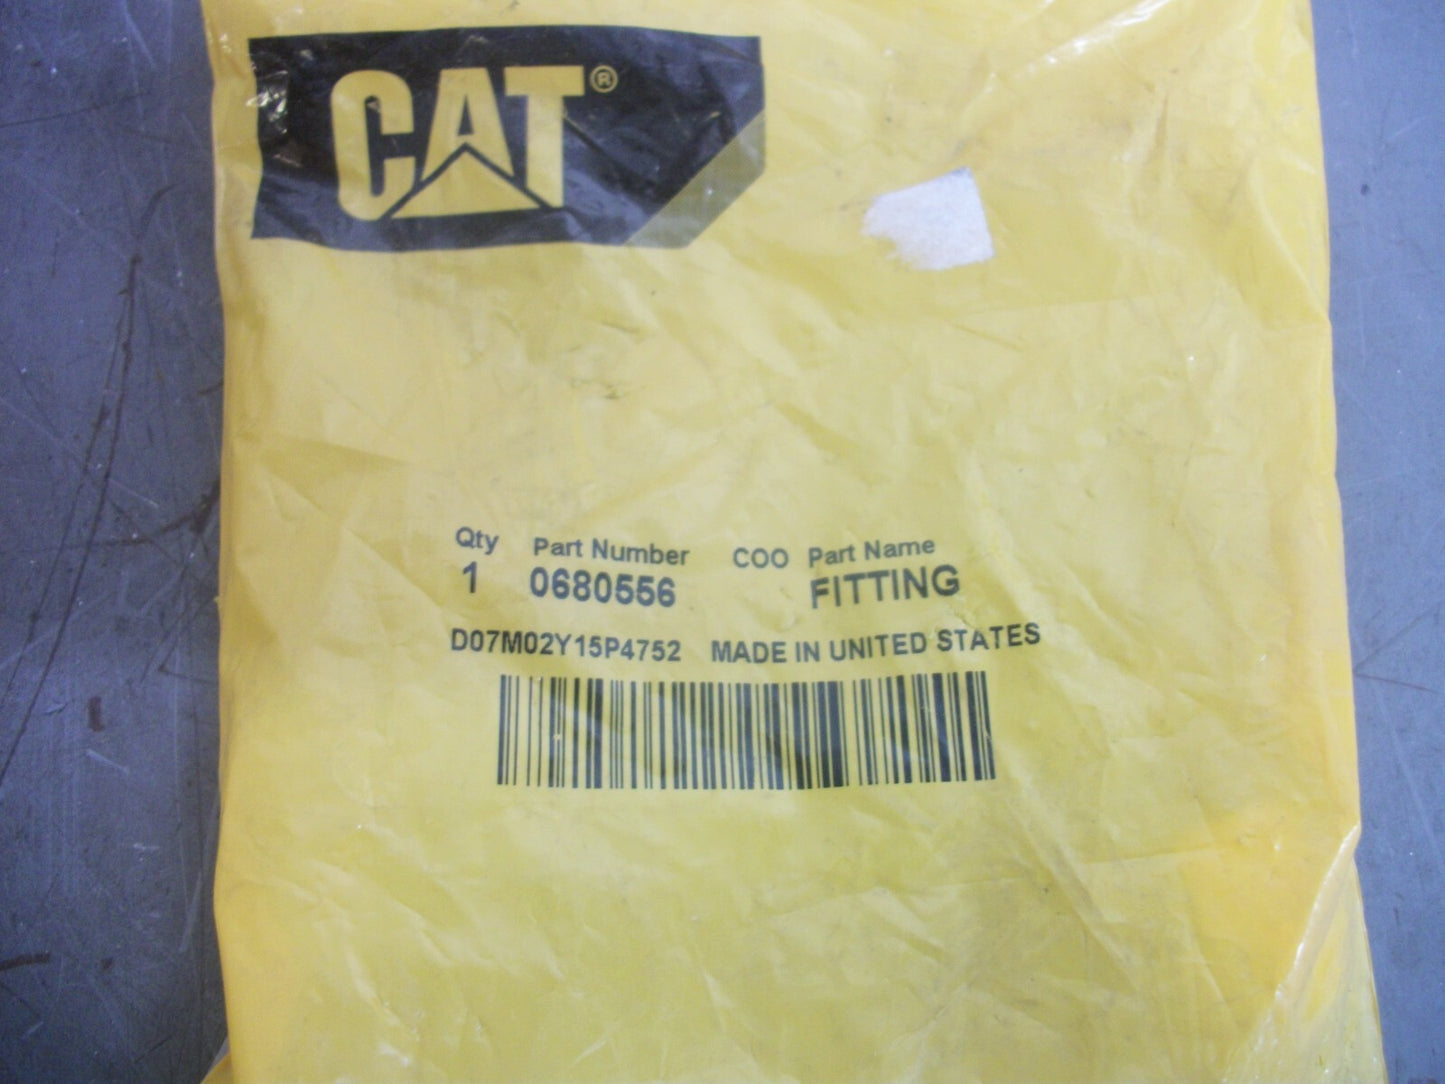 CAT®
Qty Part Number COO Part Name
1 0680556 FITTING
D07M02Y15P4752 MADE IN UNITED STATES